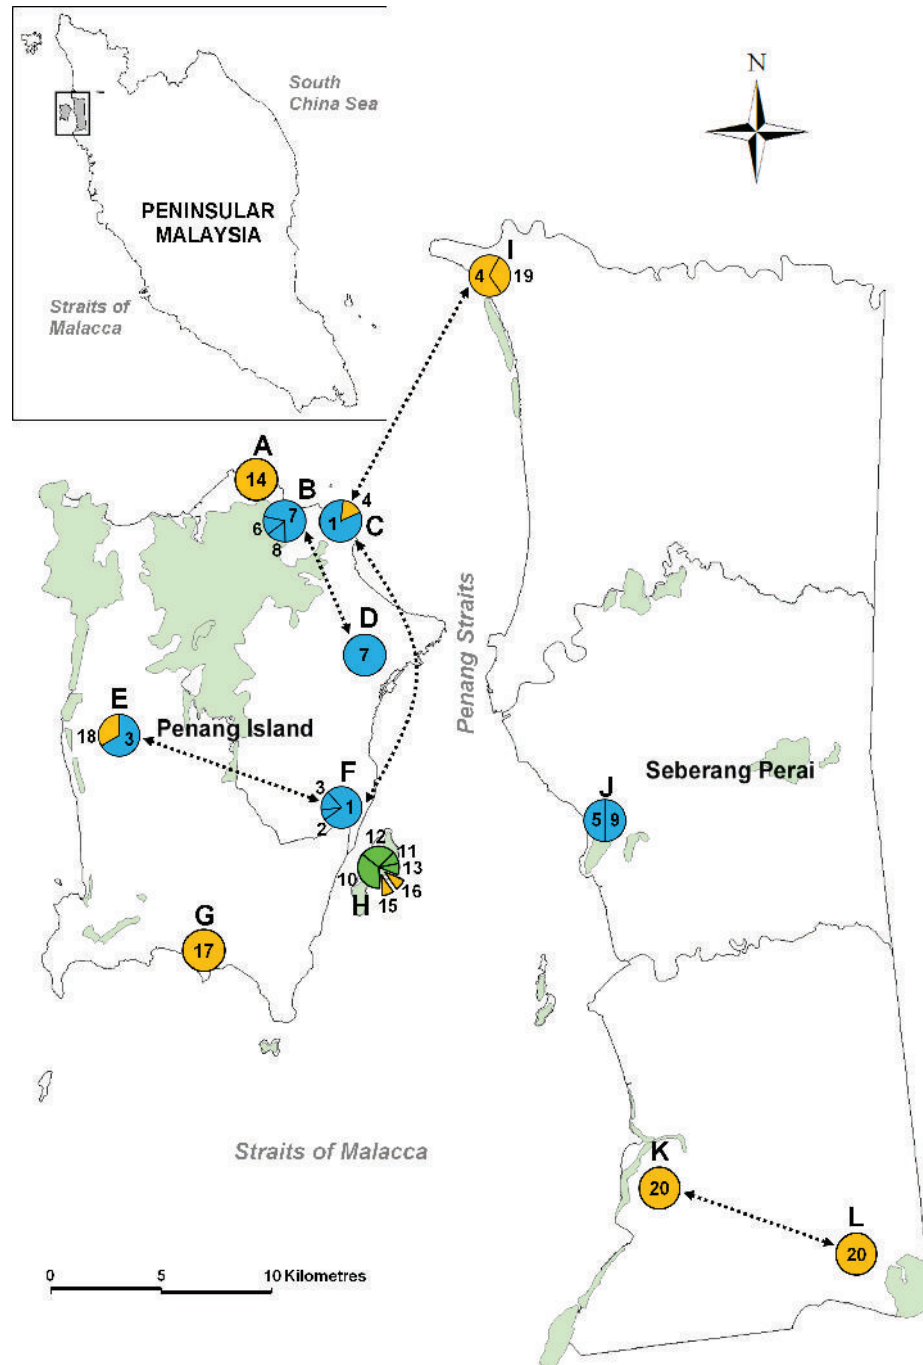 South
China Sea
PENINSULAR
MALAYSIA
Straits of
Malacca
N
I
4 19
A
14
B
7
6
8
4
1
C
D
7
Penang Straits
E
18 3
Penang Island
F
3
1
2
Seberang Perai
J
5 9
12
11
13
10
16
15
H
G
17
Straits of Malacca
K
20
L
20
0 5 10 Kilometres